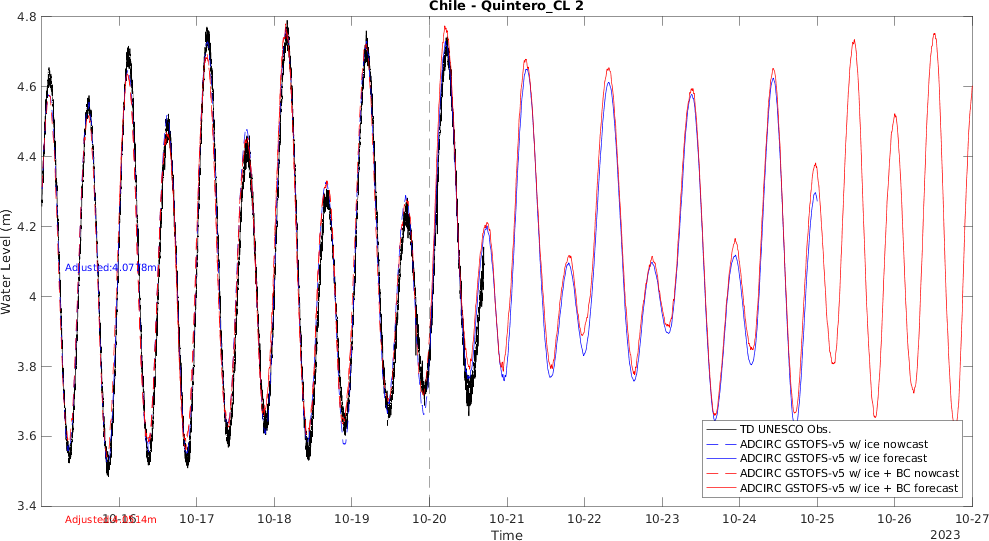 Chile - Quintero_CL 2
4.8
4.6
4.4
4.2
4
3.8
3.6
3.4
Water Level (m)
Adjusted:4.0778m
TD UNESCO Obs.
ADCIRC GSTOFS-v5 w/ ice nowcast
ADCIRC GSTOFS-v5 w/ ice forecast
ADCIRC GSTOFS-v5 w/ ice + BC nowcast
ADCIRC GSTOFS-v5 w/ ice + BC forecast
10-16 10-17 10-18 10-19 10-20 10-21 10-22 10-23 10-24 10-25 10-26 10-27
Time
2023